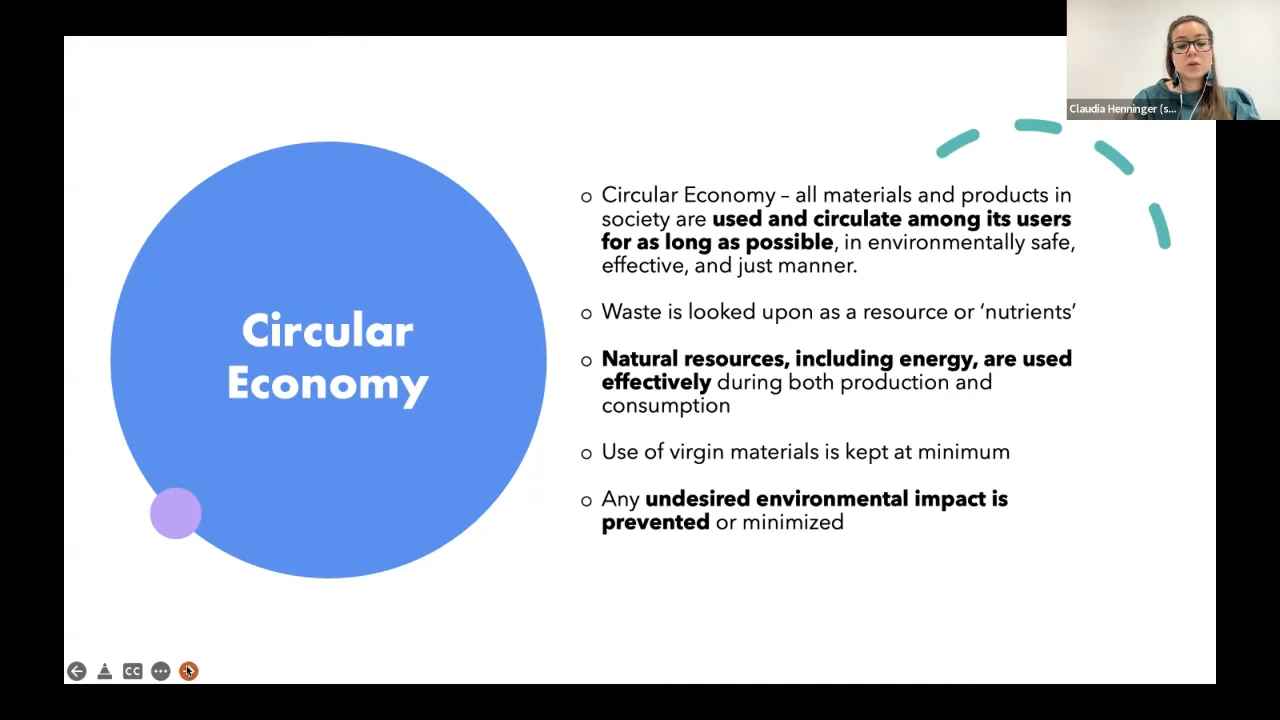 Claudia Henninger (s...
Circular
Economy
o Circular Economy – all materials and products in
society are used and circulate among its users
for as long as possible, in environmentally safe,
effective, and just manner.
o Waste is looked upon as a resource or ‘nutrients’
o Natural resources, including energy, are used
effectively during both production and
consumption
o Use of virgin materials is kept at minimum
o Any undesired environmental impact is
prevented or minimized
CC